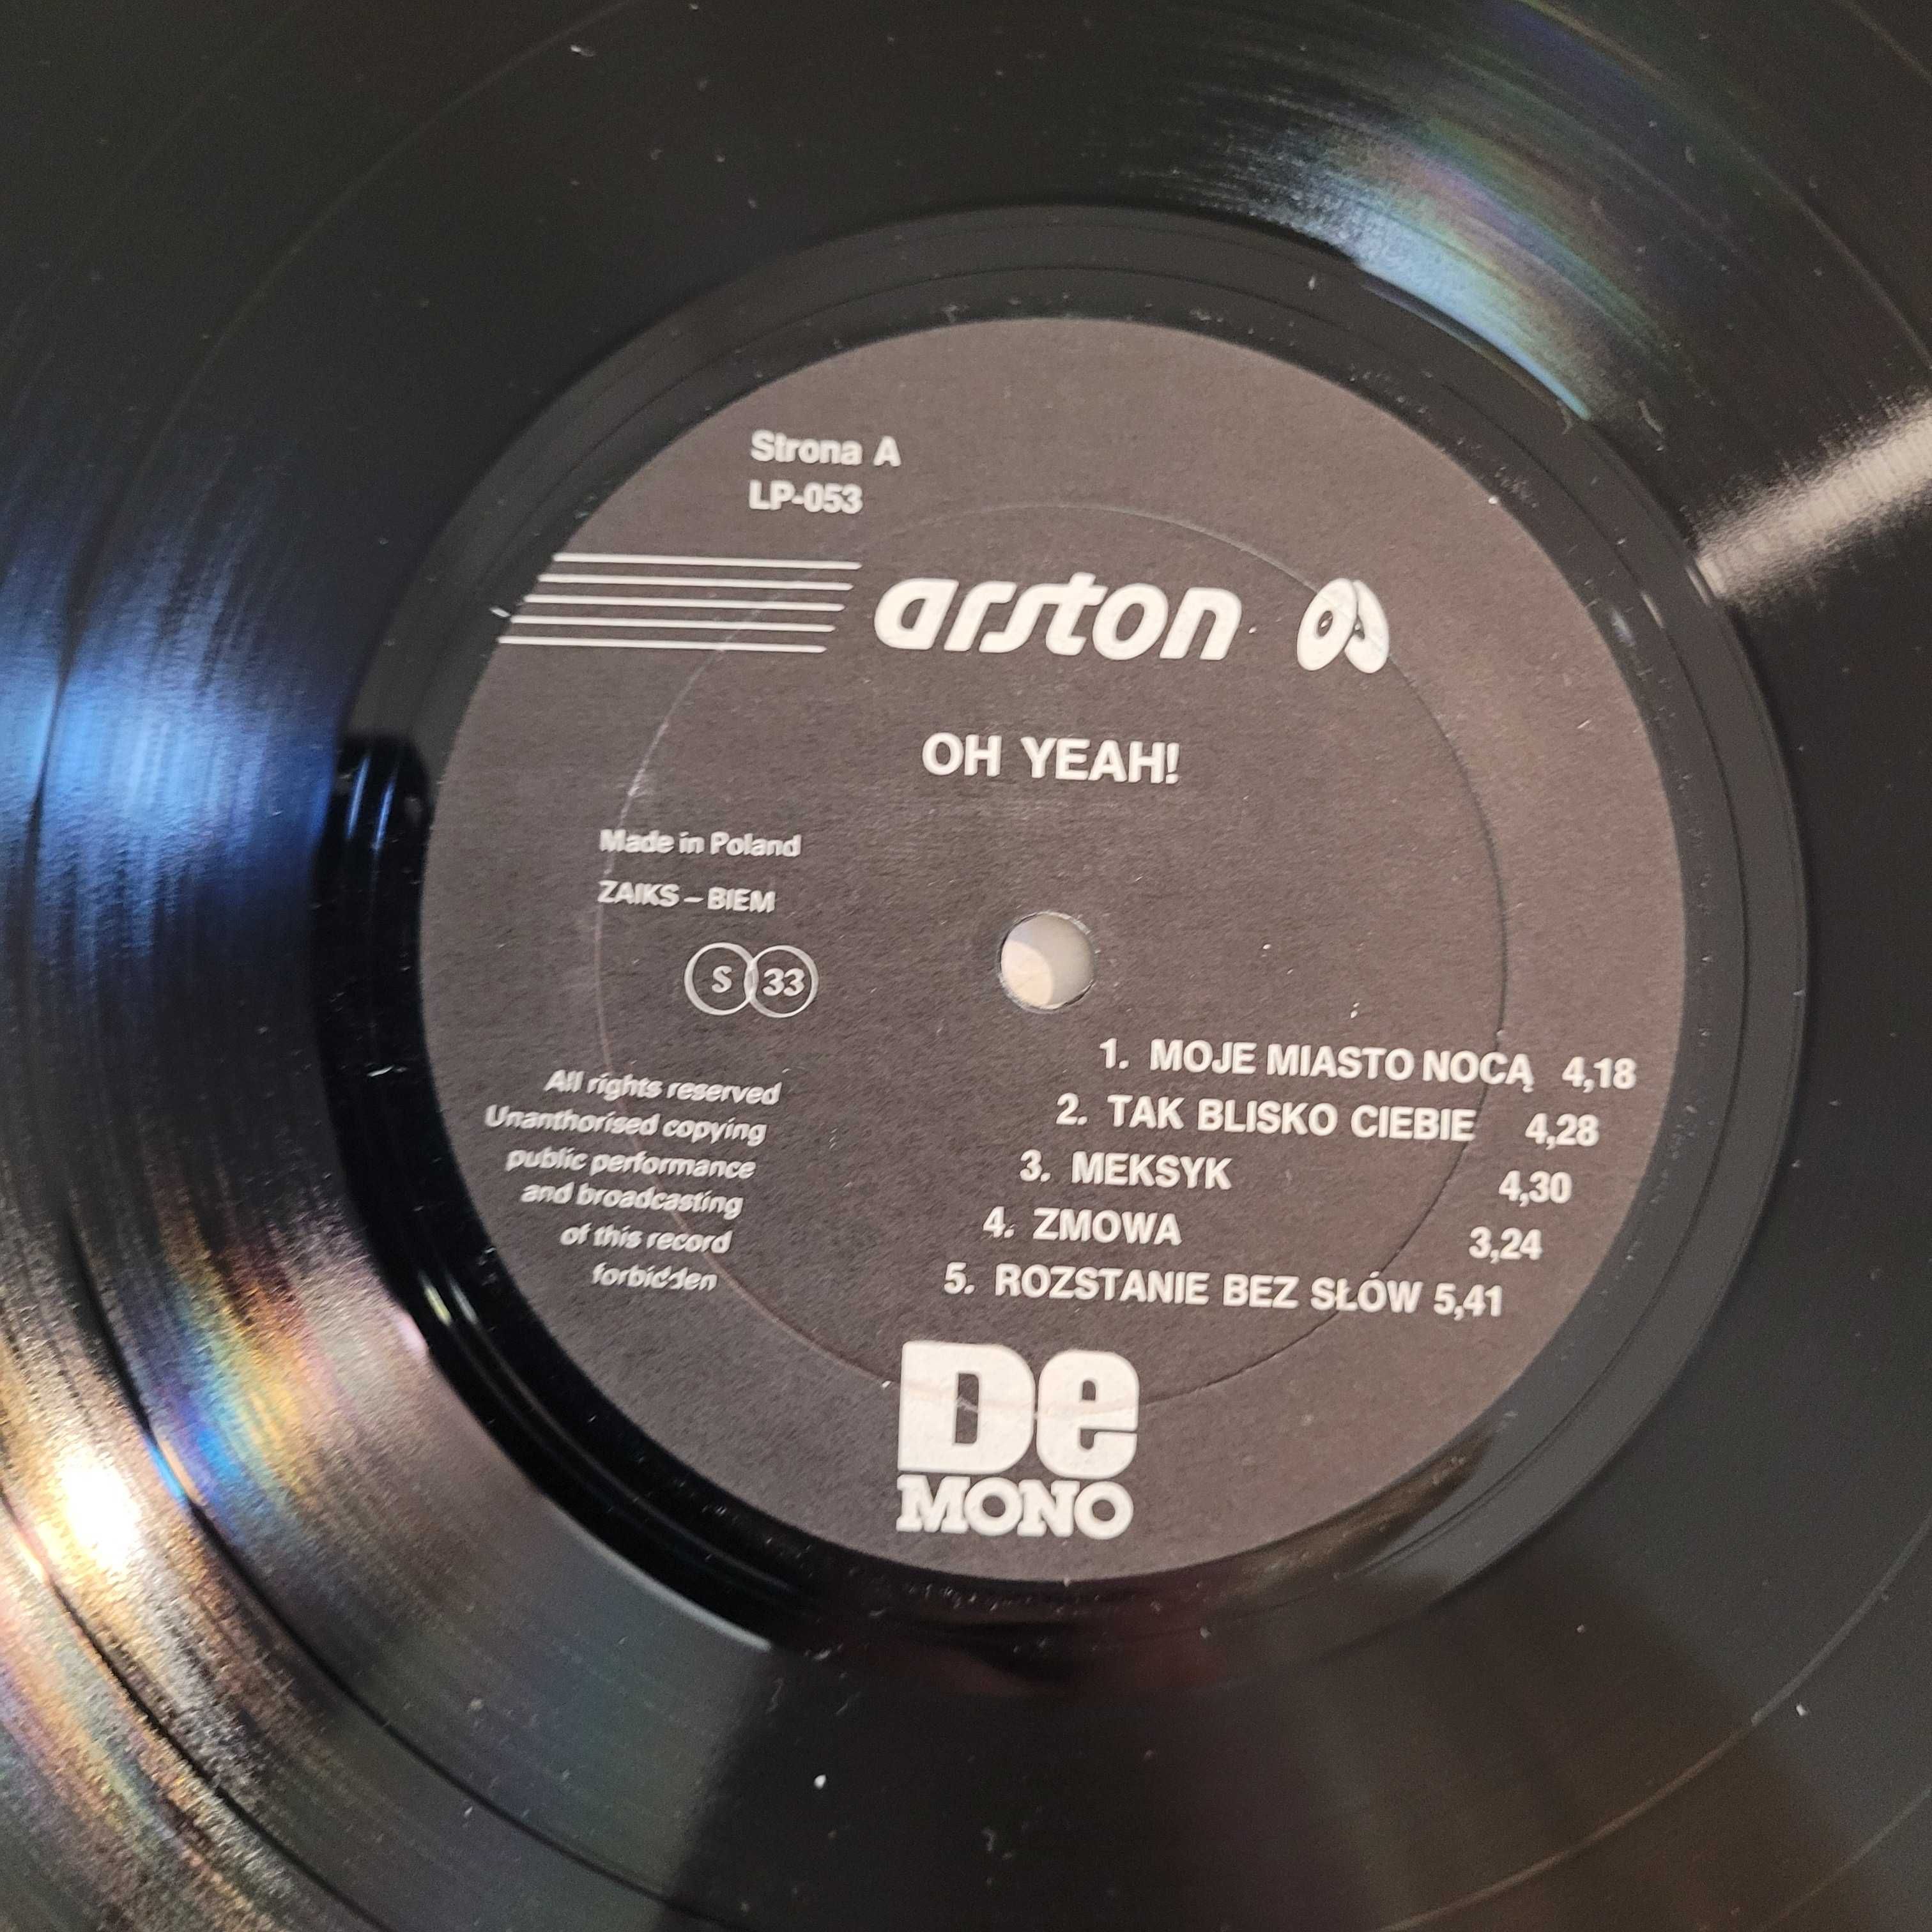 Strona A
LP-053
arston
OH YEAH!
Made in Poland
ZAIKS – BIEM
S 33
All rights reserved
Unanthorised copying
public performance
and broadcasting
of this record
forbidden
1. MOJE MIASTO NOCĄ 4,18
2. TAK BLISKO CIEBIE 4,28
3. MEKSYK 4,30
4. ZMOWA 3,24
5. ROZSTANIE BEZ SŁÓW 5,41
De
MONO